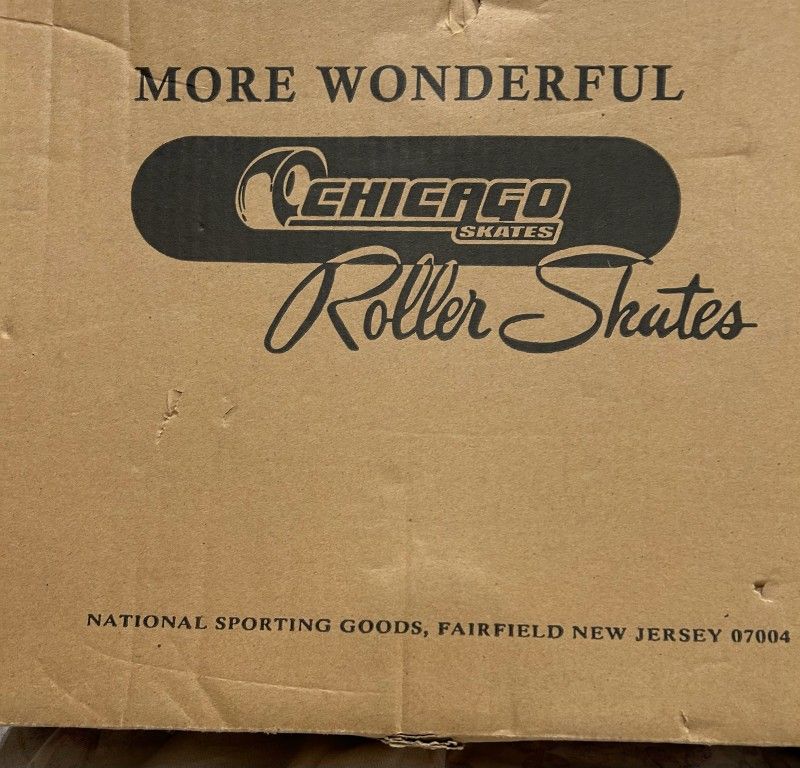 MORE WONDERFUL
CHICAGO
SKATES
Roller Skates
NATIONAL SPORTING GOODS, FAIRFIELD NEW JERSEY 07004